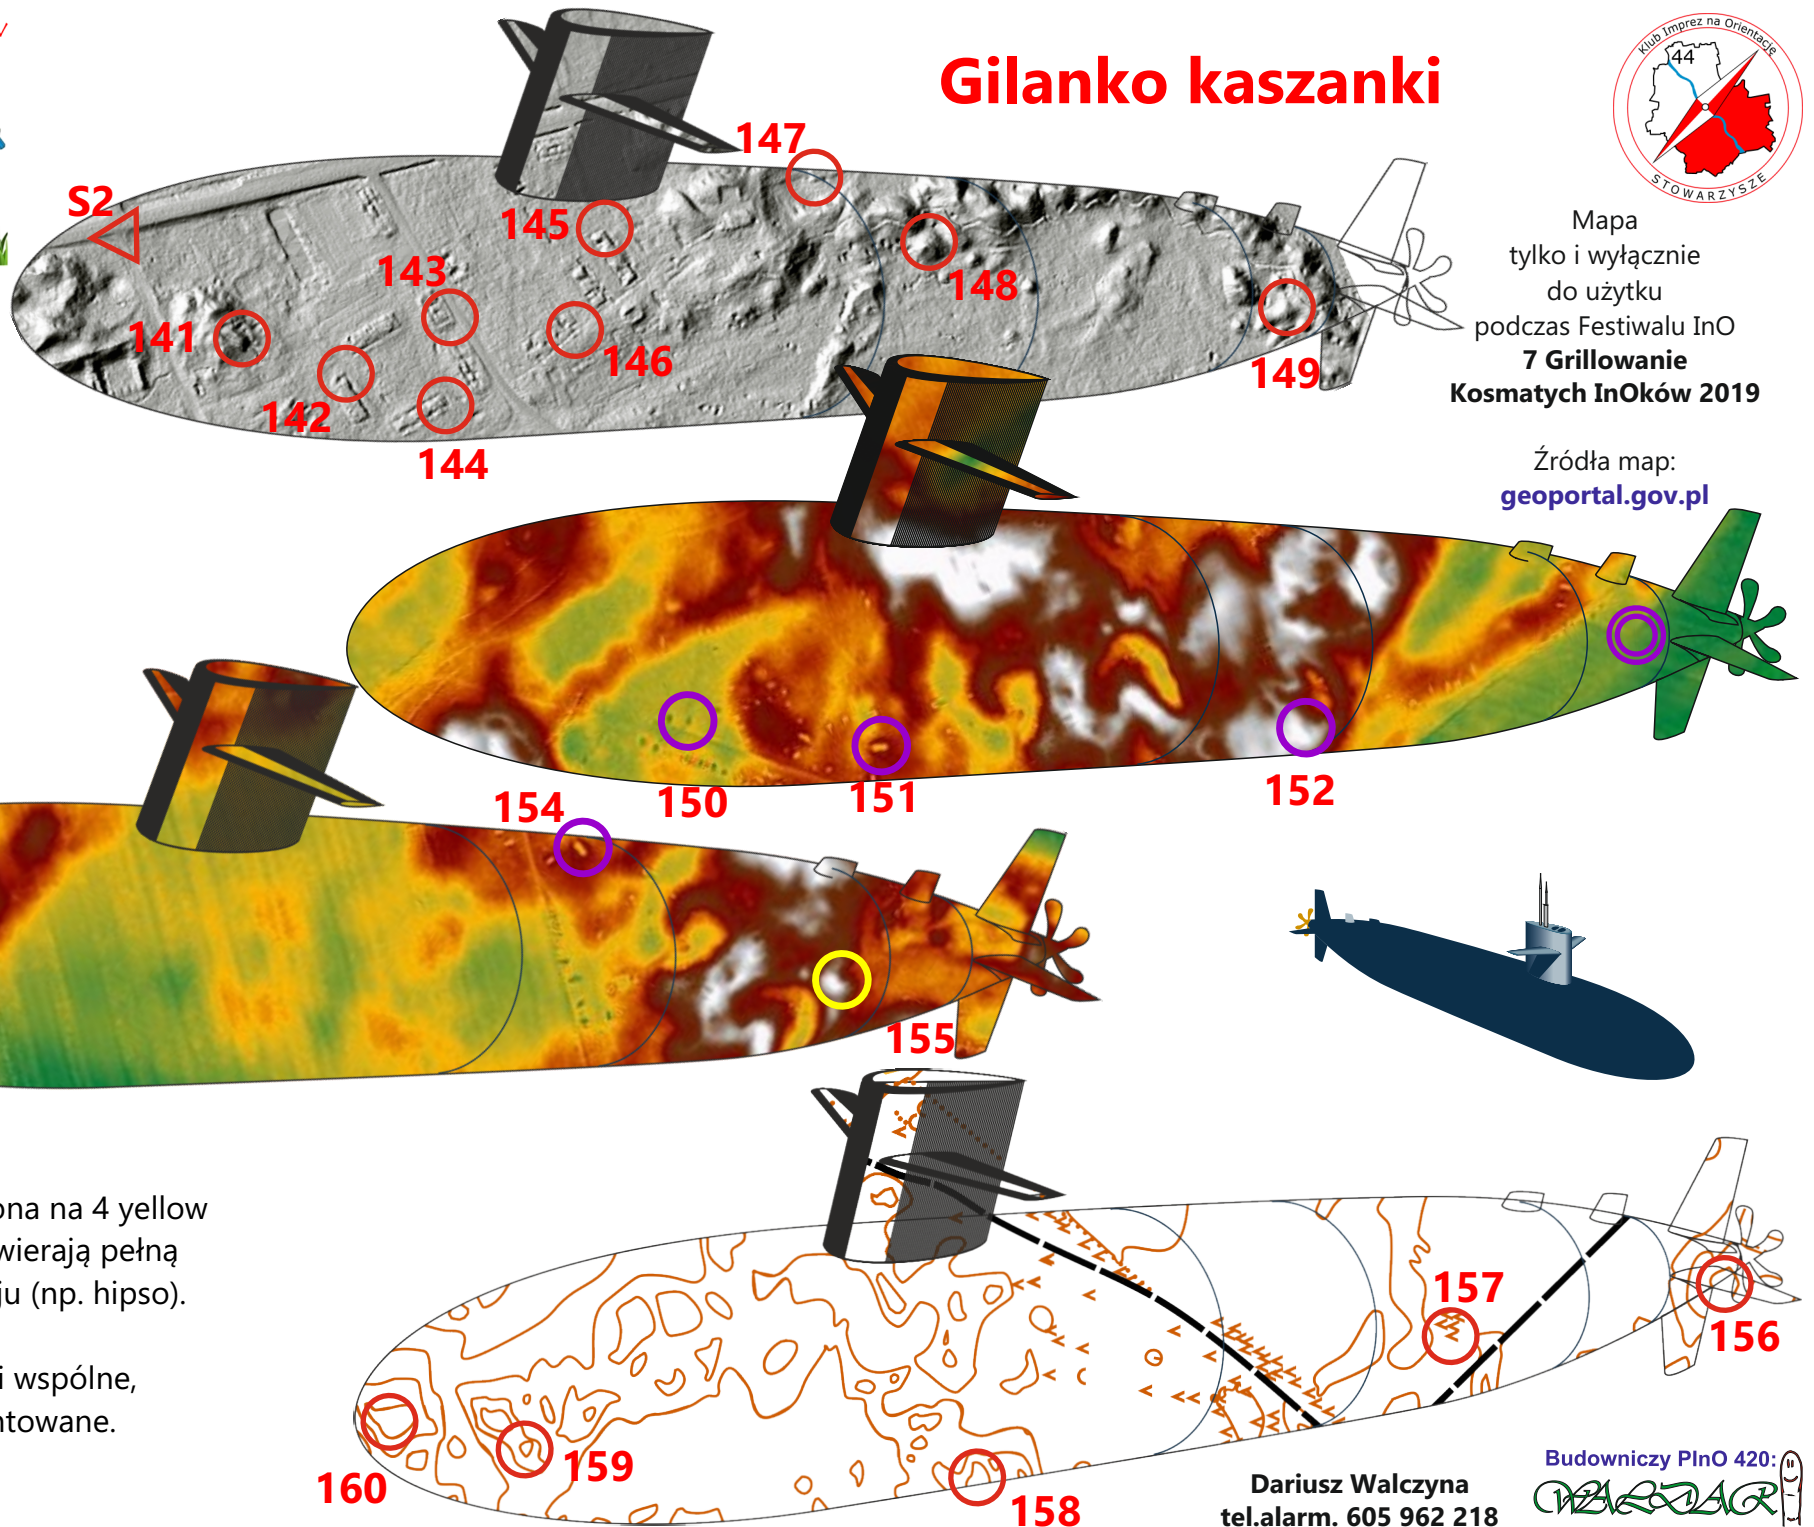 Gilanko kaszanki
Klub Imprez na Orientację
44
STOWARZYSZE
Mapa
tylko i wyłącznie
do użytku
podczas Festiwalu InO
7 Grillowanie
Kosmatych InOków 2019
Źródła map:
geoportal.gov.pl
S2
147
145
143
148
141
146
149
142
144
150
151
152
154
155
ona na 4 yellow
wierają pełną
ju (np. hipso).
i wspólne,
ntowane.
157
156
159
160
158
Dariusz Walczyna
tel.alarm. 605 962 218
Budowniczy PInO 420:
WALDAR